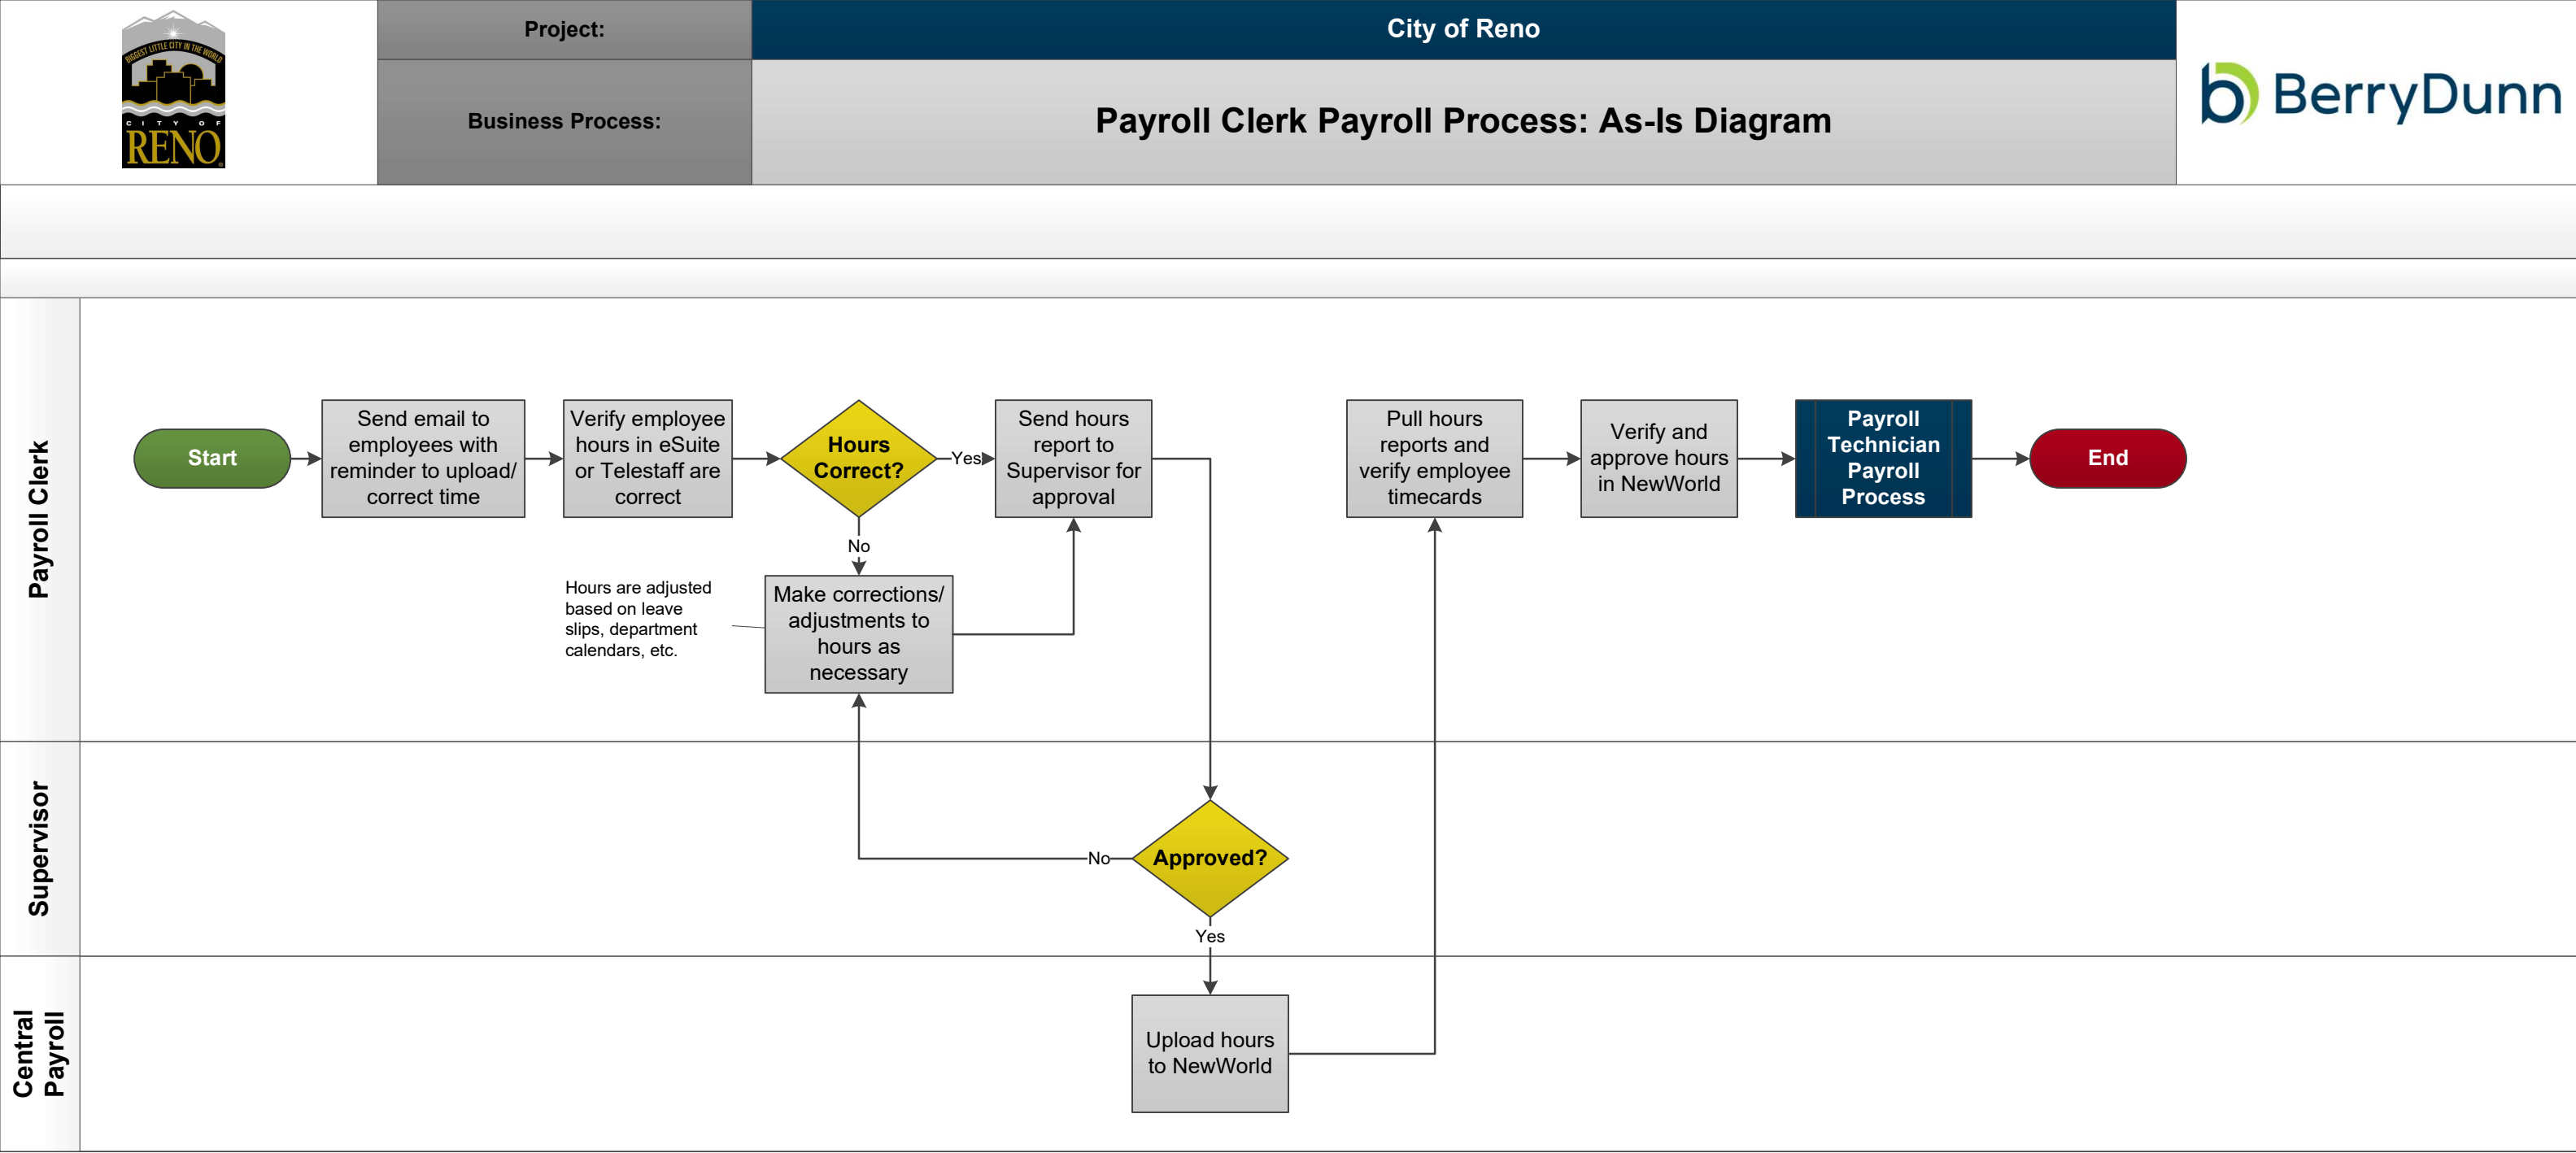 BIGGEST LITTLE CITY IN THE WORLD
CITY OF
RENO
Project:
City of Reno
Business Process:
Payroll Clerk Payroll Process: As-Is Diagram
BerryDunn
Payroll Clerk
Start
Send email to
employees with
reminder to upload/
correct time
Verify employee
hours in eSuite
or Telestaff are
correct
Hours
Correct?
Yes
Send hours
report to
Supervisor for
approval
Pull hours
reports and
verify employee
timecards
Verify and
approve hours
in NewWorld
Payroll
Technician
Payroll
Process
End
No
Hours are adjusted
based on leave
slips, department
calendars, etc.
Make corrections/
adjustments to
hours as
necessary
Supervisor
No
Approved?
Yes
Central
Payroll
Upload hours
to NewWorld